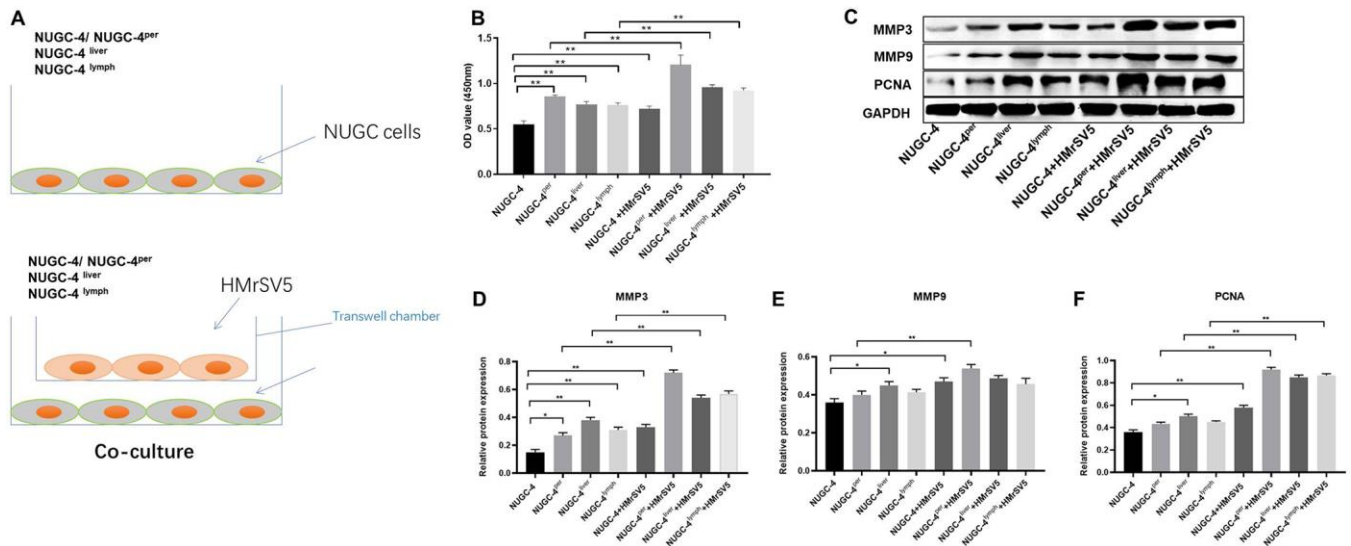 A
NUGC-4/ NUGC-4per
NUGC-4 liver
NUGC-4 lymph
NUGC cells
NUGC-4/ NUGC-4per
NUGC-4 liver
NUGC-4 lymph
HMrSV5
Transwell chamber
Co-culture
B
OD value (450nm)
1.5
1.0
0.5
0.0
**
**
**
**
**
**
**
NUGC-4
NUGC-4per
NUGC-4liver
NUGC-4lymph
NUGC-4 +HMrSV5
NUGC-4per +HMrSV5
NUGC-4liver + HMrSV5
NUGC-4lymph + HMrSV5
C
MMP3
MMP9
PCNA
GAPDH
NUGC-4
NUGC-4per
NUGC-4liver
NUGC-4lymph
NUGC-4+HMrSV5
NUGC-4per+HMrSV5
NUGC-4liver+HMrSV5
NUGC-4lymph+HMrSV5
D
MMP3
Relative protein expression
0.8
0.6
0.4
0.2
0.0
**
**
**
**
**
**
*
NUGC-4
NUGC-4per
NUGC-4liver
NUGC-4lymph
NUGC-4+HMrSV5
NUGC-4per+HMrSV5
NUGC-4liver+HMrSV5
NUGC-4lymph+HMrSV5
E
MMP9
Relative protein expression
0.8
0.6
0.4
0.2
0.0
**
*
*
NUGC-4
NUGC-4per
NUGC-4liver
NUGC-4lymph
NUGC-4+HMrSV5
NUGC-4per+HMrSV5
NUGC-4liver+HMrSV5
NUGC-4lymph+HMrSV5
F
PCNA
Relative protein expression
1.0
0.8
0.6
0.4
0.2
0.0
**
**
**
**
*
NUGC-4
NUGC-4per
NUGC-4liver
NUGC-4lymph
NUGC-4+HMrSV5
NUGC-4per+HMrSV5
NUGC-4liver+HMrSV5
NUGC-4lymph+HMrSV5